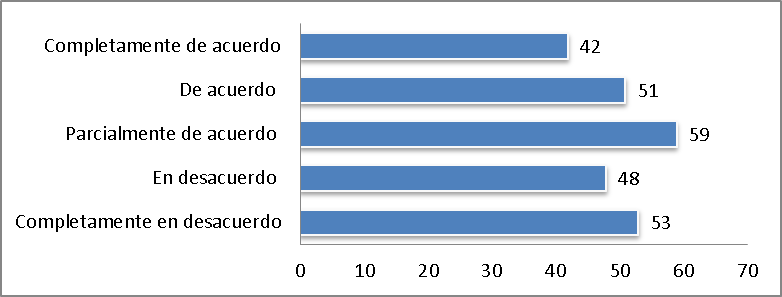 Completamente de acuerdo 42
De acuerdo 51
Parcialmente de acuerdo 59
En desacuerdo 48
Completamente en desacuerdo 53
0 10 20 30 40 50 60 70